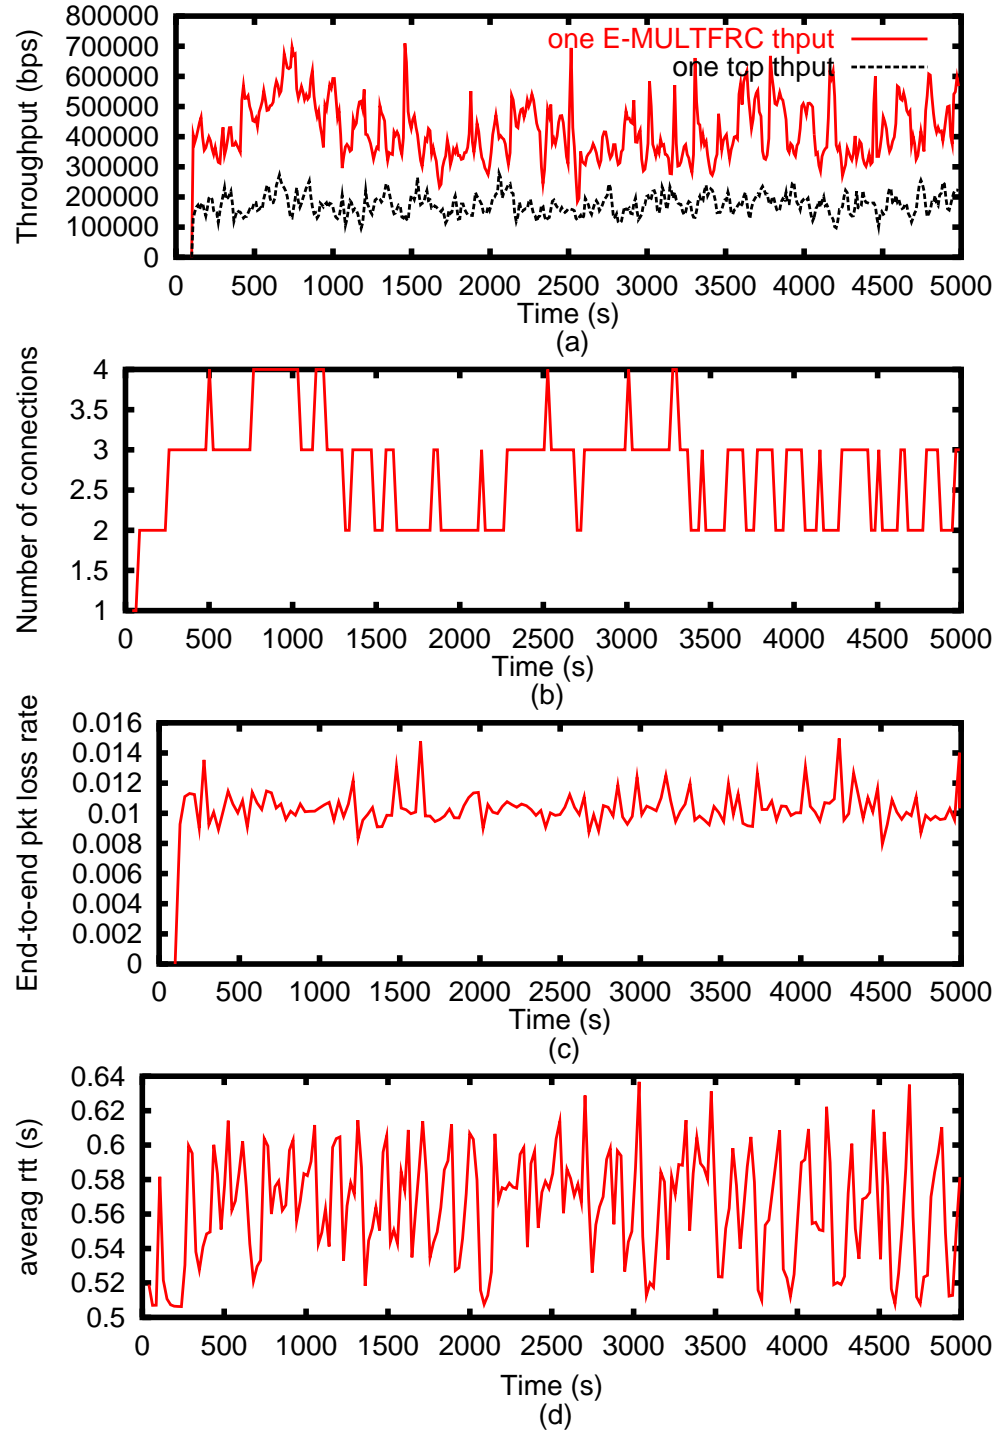 800000
700000
600000
500000
400000
300000
200000
100000
0
Throughput (bps)
one E-MULTFRC thput
one tcp thput
0 500 1000 1500 2000 2500 3000 3500 4000 4500 5000
Time (s)
(a)
4
3.5
3
2.5
2
1.5
1
Number of connections
0 500 1000 1500 2000 2500 3000 3500 4000 4500 5000
Time (s)
(b)
0.016
0.014
0.012
0.01
0.008
0.006
0.004
0.002
0
End-to-end pkt loss rate
0 500 1000 1500 2000 2500 3000 3500 4000 4500 5000
Time (s)
(c)
0.64
0.62
0.6
0.58
0.56
0.54
0.52
0.5
averag rtt (s)
0 500 1000 1500 2000 2500 3000 3500 4000 4500 5000
Time (s)
(d)